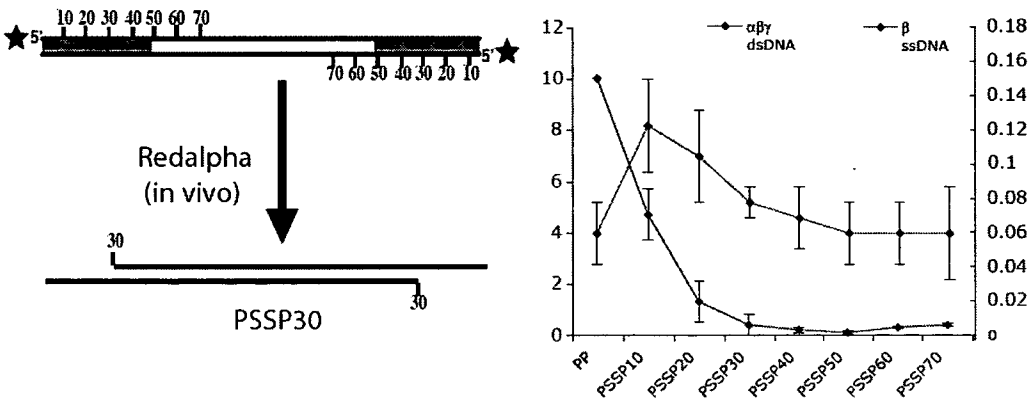 10 20 30 40 50 60 70
5'
5'
70 60 50 40 30 20 10
Redalpha
(in vivo)
30
30
PSSP30
αβγ
dsDNA
β
ssDNA
12
10
8
6
4
2
0
0.18
0.16
0.14
0.12
0.1
0.08
0.06
0.04
0.02
0
PP
PSSP10
PSSP20
PSSP30
PSSP40
PSSP50
PSSP60
PSSP70